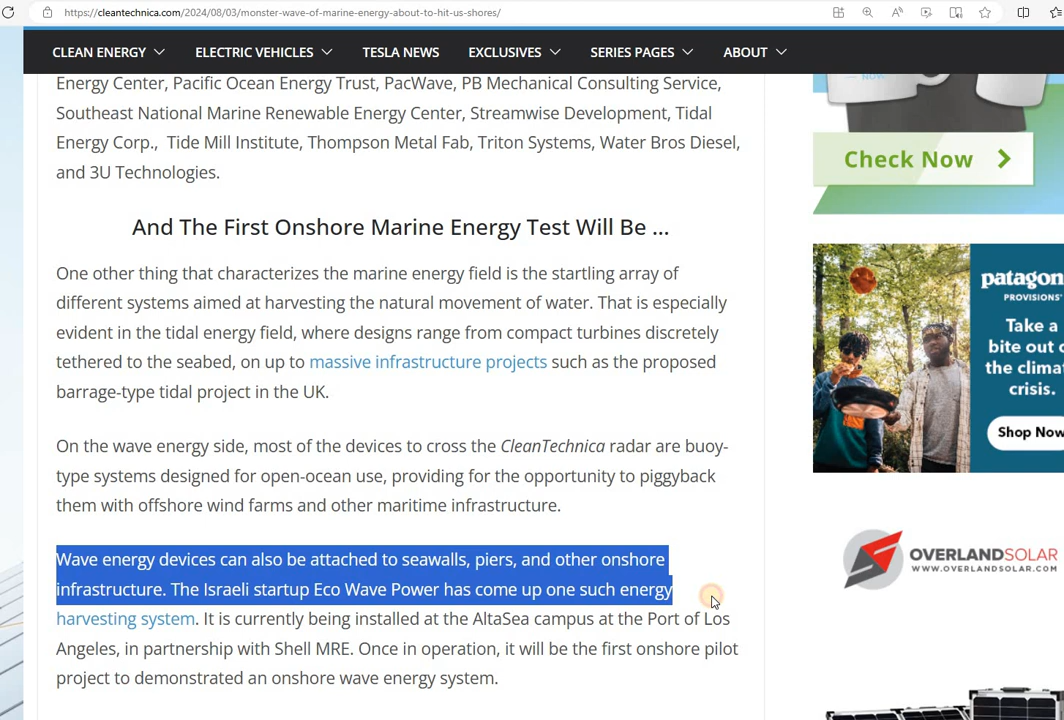 https://cleantechnica.com/2024/08/03/monster-wave-of-marine-energy-about-to-hit-us-shores/
CLEAN ENERGY ELECTRIC VEHICLES TESLA NEWS EXCLUSIVES SERIES PAGES ABOUT
Energy Center, Pacific Ocean Energy Trust, PacWave, PB Mechanical Consulting Service,
Southeast National Marine Renewable Energy Center, Streamwise Development, Tidal
Energy Corp., Tide Mill Institute, Thompson Metal Fab, Triton Systems, Water Bros Diesel,
and 3U Technologies.
And The First Onshore Marine Energy Test Will Be ...
One other thing that characterizes the marine energy field is the startling array of
different systems aimed at harvesting the natural movement of water. That is especially
evident in the tidal energy field, where designs range from compact turbines discretely
tethered to the seabed, on up to massive infrastructure projects such as the proposed
barrage-type tidal project in the UK.
On the wave energy side, most of the devices to cross the CleanTechnica radar are buoy-
type systems designed for open-ocean use, providing for the opportunity to piggyback
them with offshore wind farms and other maritime infrastructure.
Wave energy devices can also be attached to seawalls, piers, and other onshore
infrastructure. The Israeli startup Eco Wave Power has come up one such energy
harvesting system. It is currently being installed at the AltaSea campus at the Port of Los
Angeles, in partnership with Shell MRE. Once in operation, it will be the first onshore pilot
project to demonstrated an onshore wave energy system.
NOW
Check Now
patagon
PROVISIONS
Take a
bite out o
the clima
crisis.
Shop Now
OVERLANDSOLAR
WWW.OVERLANDSOLAR.COM